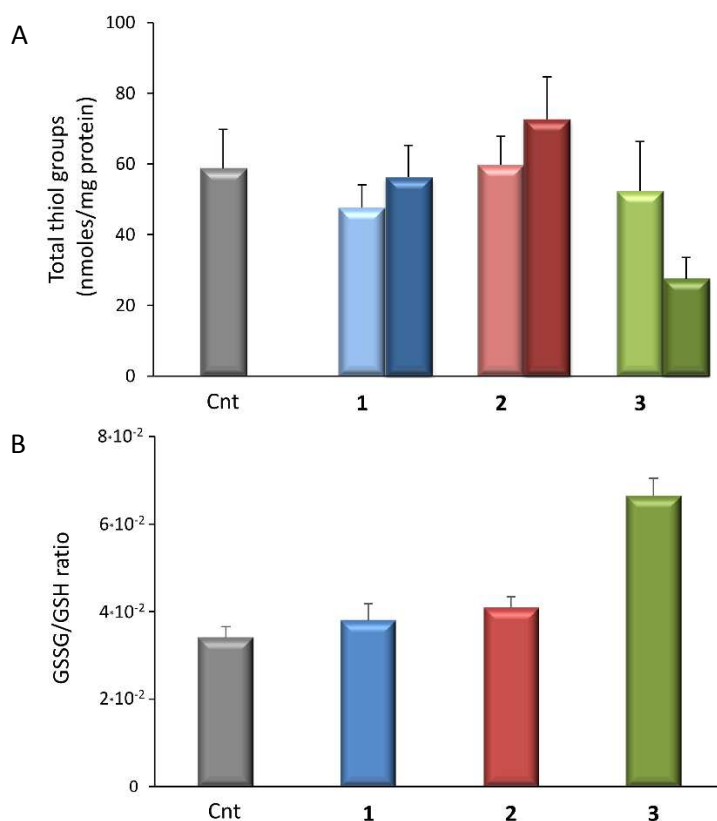 A
Total thiol groups
(nmoles/mg protein)
100
80
60
40
20
0
Cnt 1 2 3
B
GSSG/GSH ratio
8·10⁻²
6·10⁻²
4·10⁻²
2·10⁻²
0
Cnt 1 2 3